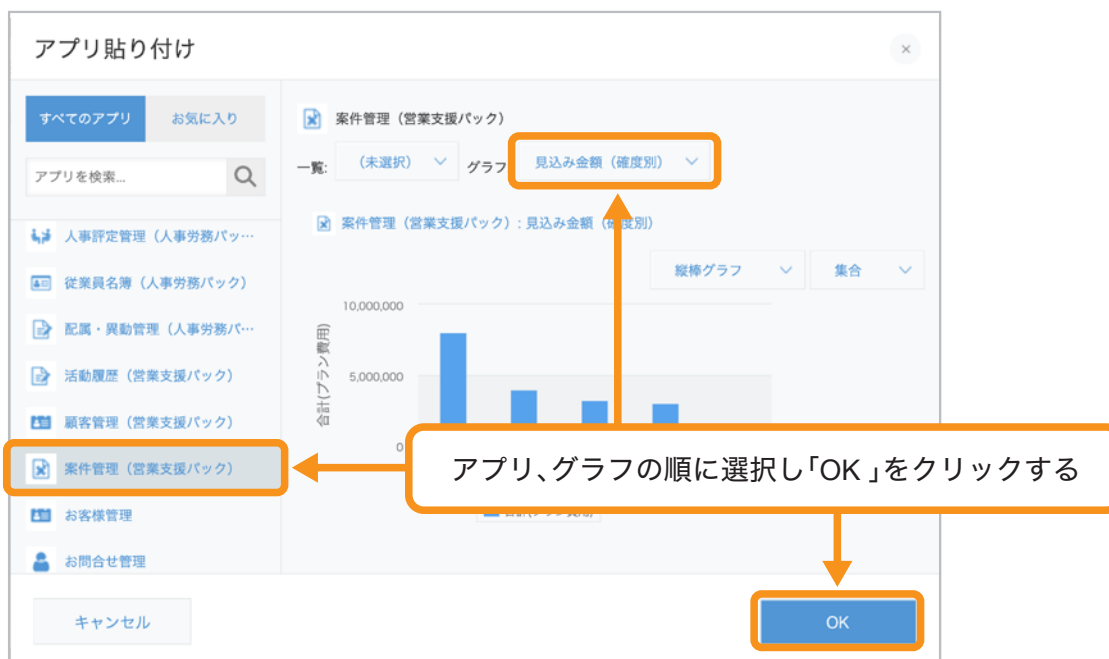 アプリ貼り付け
×
すべてのアプリ お気に入り
アプリを検索...
人事評定管理（人事労務パッ…
従業員名簿（人事労務パック）
配属・異動管理（人事労務パ…
活動履歴（営業支援パック）
顧客管理（営業支援パック）
案件管理（営業支援パック）
お客様管理
お問合せ管理
案件管理（営業支援パック）
一覧: （未選択） グラフ 見込み金額（確度別）
案件管理（営業支援パック）: 見込み金額（確度別）
縦棒グラフ 集合
合計(プラン費用)
10,000,000
5,000,000
0
アプリ、グラフの順に選択し「OK 」をクリックする
キャンセル OK